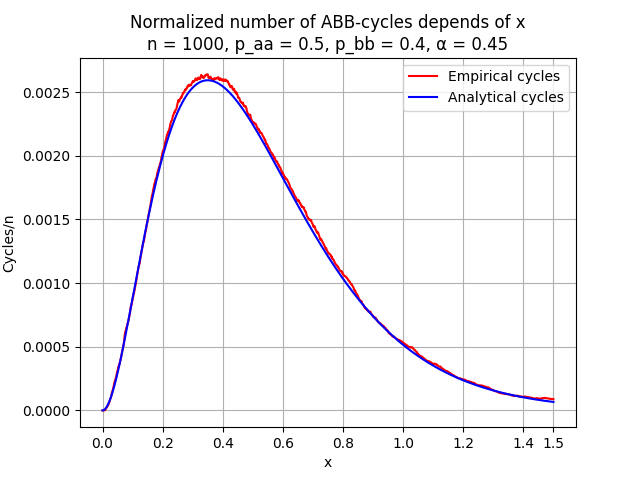 Normalized number of ABB-cycles depends of x
n = 1000, p_aa = 0.5, p_bb = 0.4, α = 0.45
Empirical cycles
Analytical cycles
Cycles/n
0.0025
0.0020
0.0015
0.0010
0.0005
0.0000
0.0 0.2 0.4 0.6 0.8 1.0 1.2 1.4 1.5
x